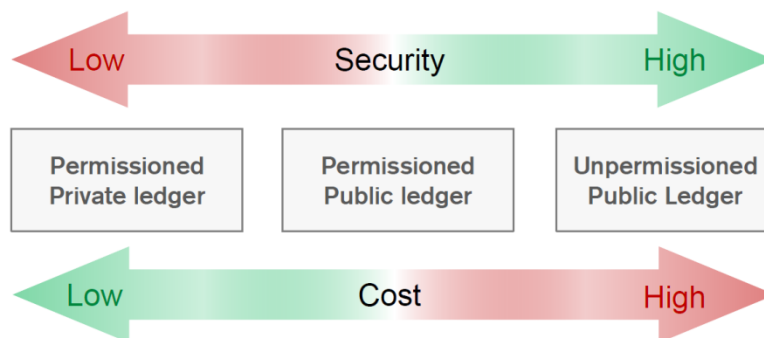 Low Security High
Permissioned
Private ledger
Permissioned
Public ledger
Unpermissioned
Public Ledger
Low Cost High